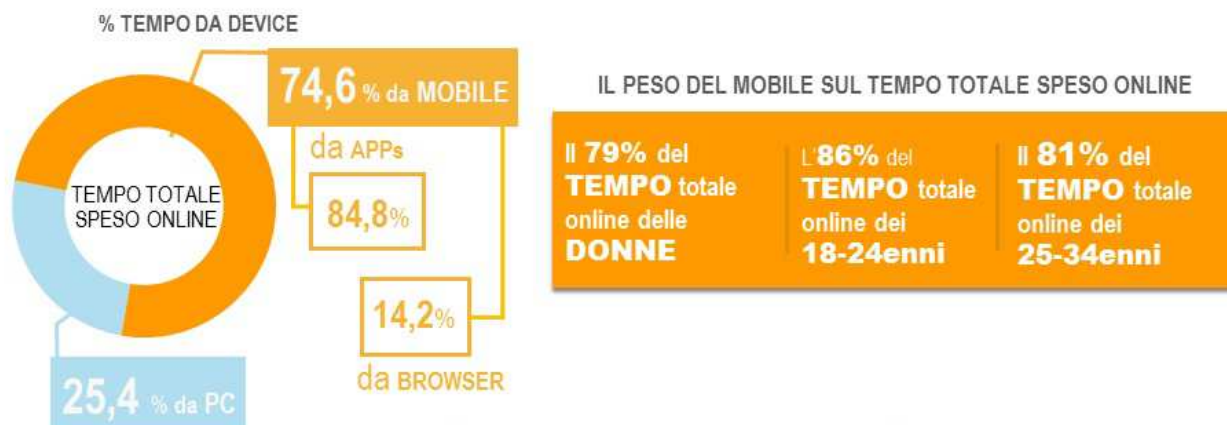 % TEMPO DA DEVICE
74,6 % da MOBILE
da APPs
84,8%
14,2%
da BROWSER
TEMPO TOTALE
SPESO ONLINE
25,4 % da PC
IL PESO DEL MOBILE SUL TEMPO TOTALE SPESO ONLINE
Il 79% del
TEMPO totale
online delle
DONNE
L'86% del
TEMPO totale
online dei
18-24enni
Il 81% del
TEMPO totale
online dei
25-34enni